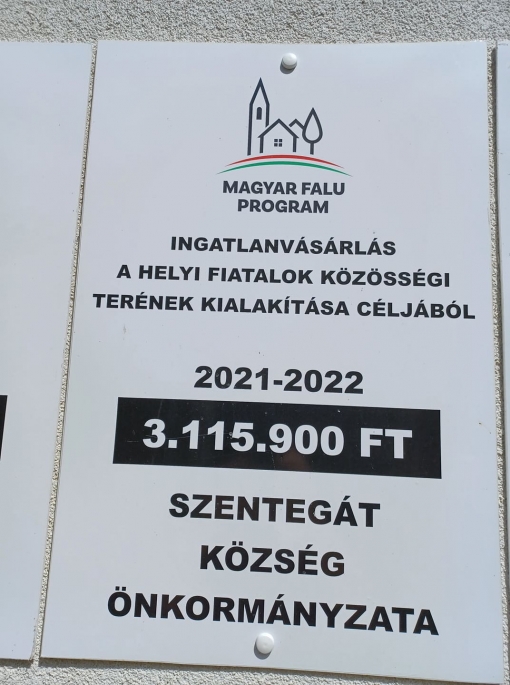 MAGYAR FALU
PROGRAM
INGATLANVÁSÁRLÁS
A HELYI FIATALOK KÖZÖSSÉGI
TERÉNEK KIALAKÍTÁSA CÉLJÁBÓL
2021-2022
3.115.900 FT
SZENTEGÁT
KÖZSÉG
ÖNKORMÁNYZATA